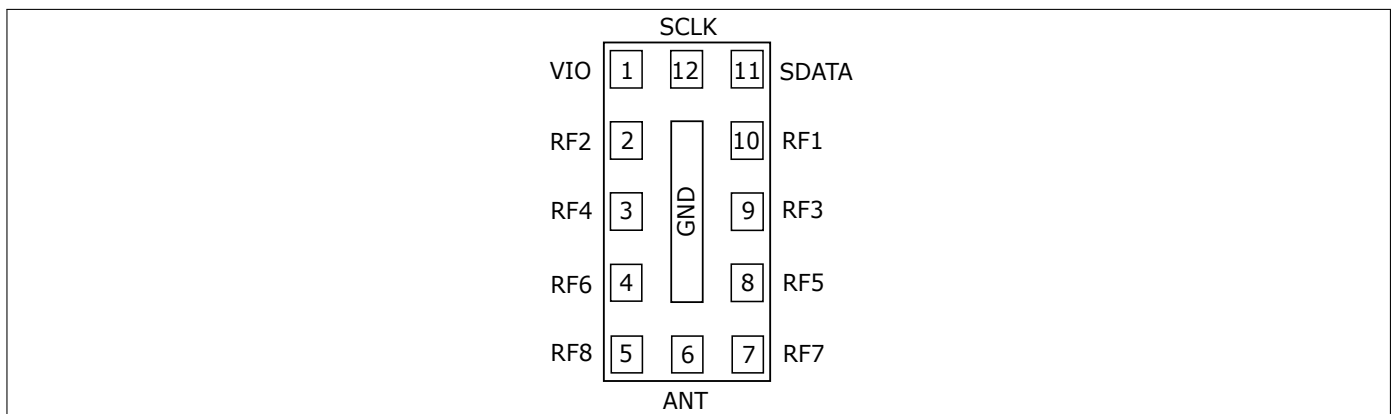 SCLK
VIO 1 12 11 SDATA
RF2 2 10 RF1
RF4 3 GND 9 RF3
RF6 4 8 RF5
RF8 5 6 7 RF7
ANT